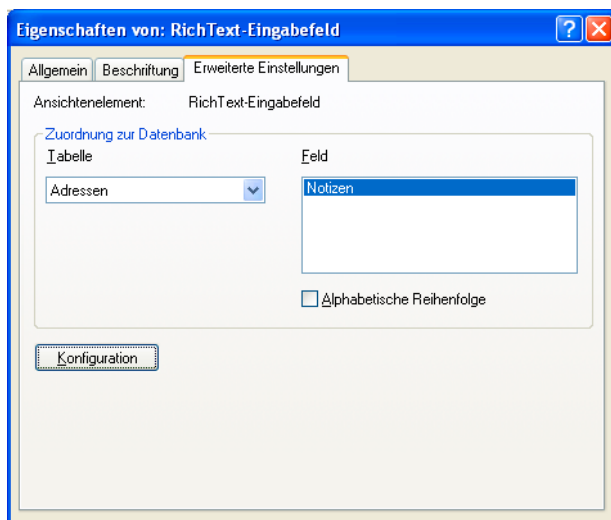 Eigenschaften von: RichText-Eingabefeld
Allgemein Beschriftung Erweiterte Einstellungen
Ansichtenelement: RichText-Eingabefeld
Zuordnung zur Datenbank
Tabelle Feld
Adressen Notizen
Alphabetische Reihenfolge
Konfiguration